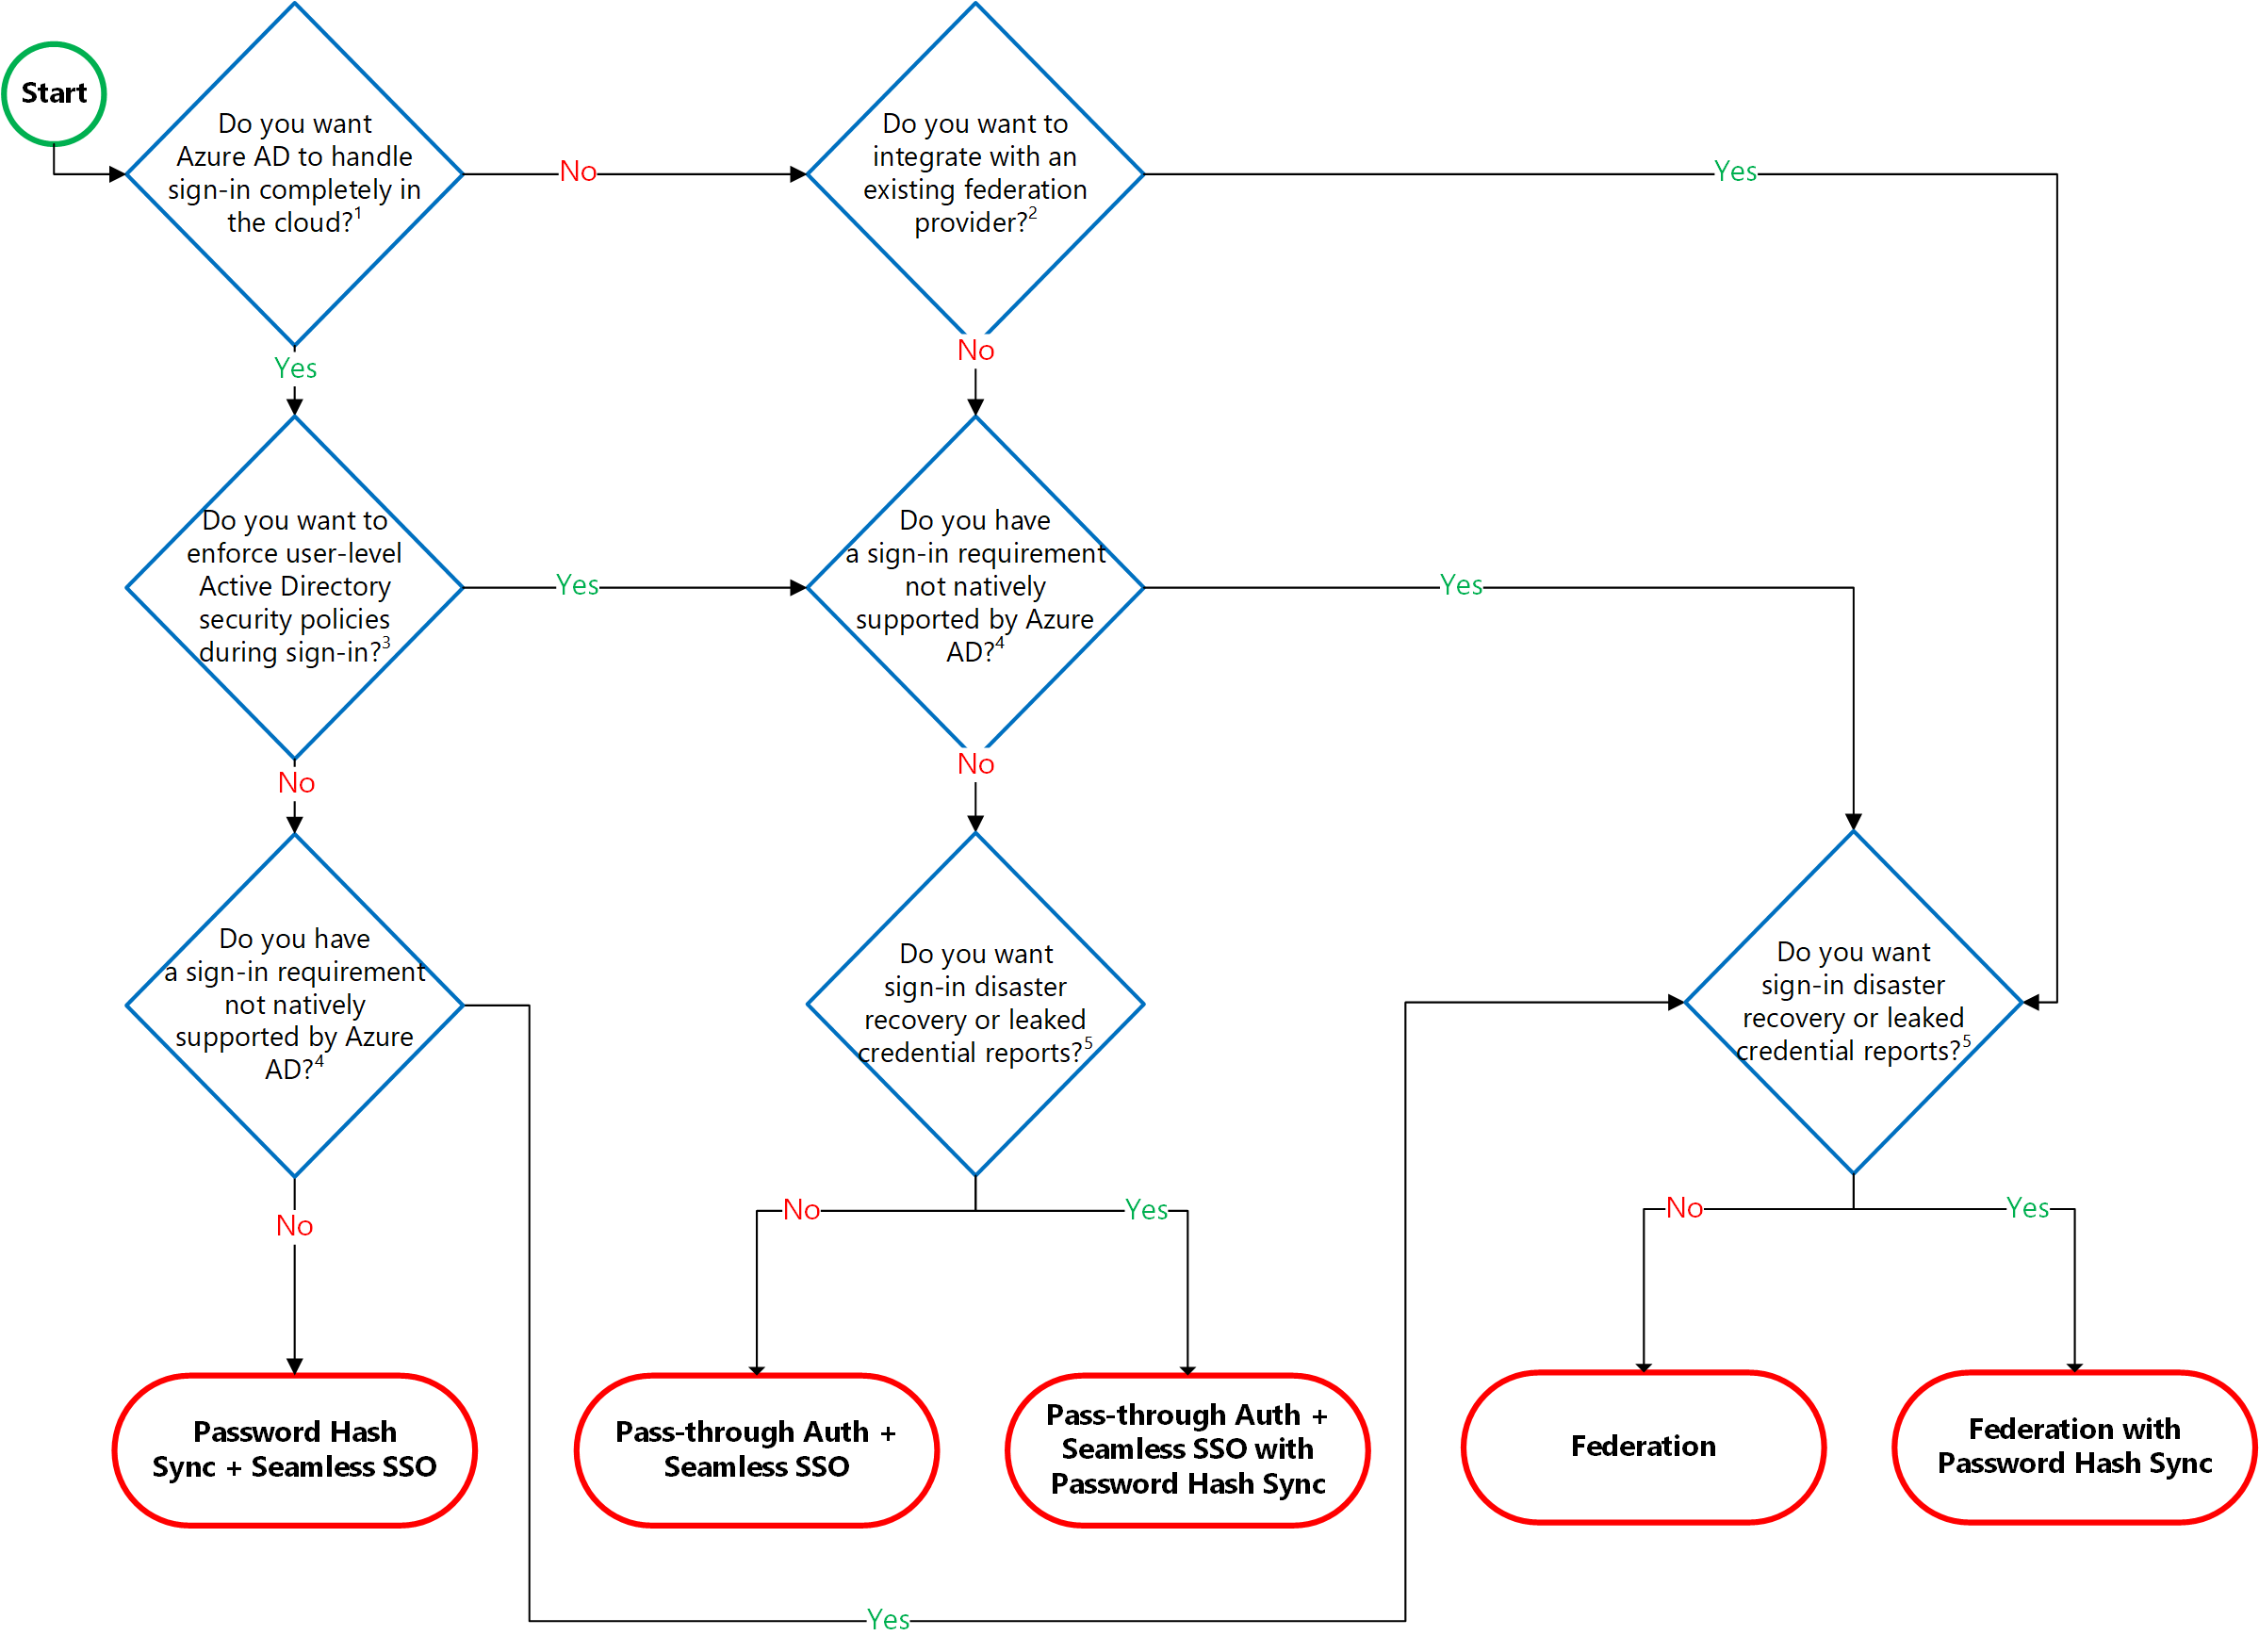 Start
Do you want
Azure AD to handle
sign-in completely in
the cloud?1
No
Do you want to
integrate with an
existing federation
provider?2
Yes
Yes
No
Do you want to
enforce user-level
Active Directory
security policies
during sign-in?3
Yes
Do you have
a sign-in requirement
not natively
supported by Azure
AD?4
Yes
No
No
Do you have
a sign-in requirement
not natively
supported by Azure
AD?4
Do you want
sign-in disaster
recovery or leaked
credential reports?5
Do you want
sign-in disaster
recovery or leaked
credential reports?5
No
No
Yes
No
Yes
Password Hash
Sync + Seamless SSO
Pass-through Auth +
Seamless SSO
Pass-through Auth +
Seamless SSO with
Password Hash Sync
Federation
Federation with
Password Hash Sync
Yes